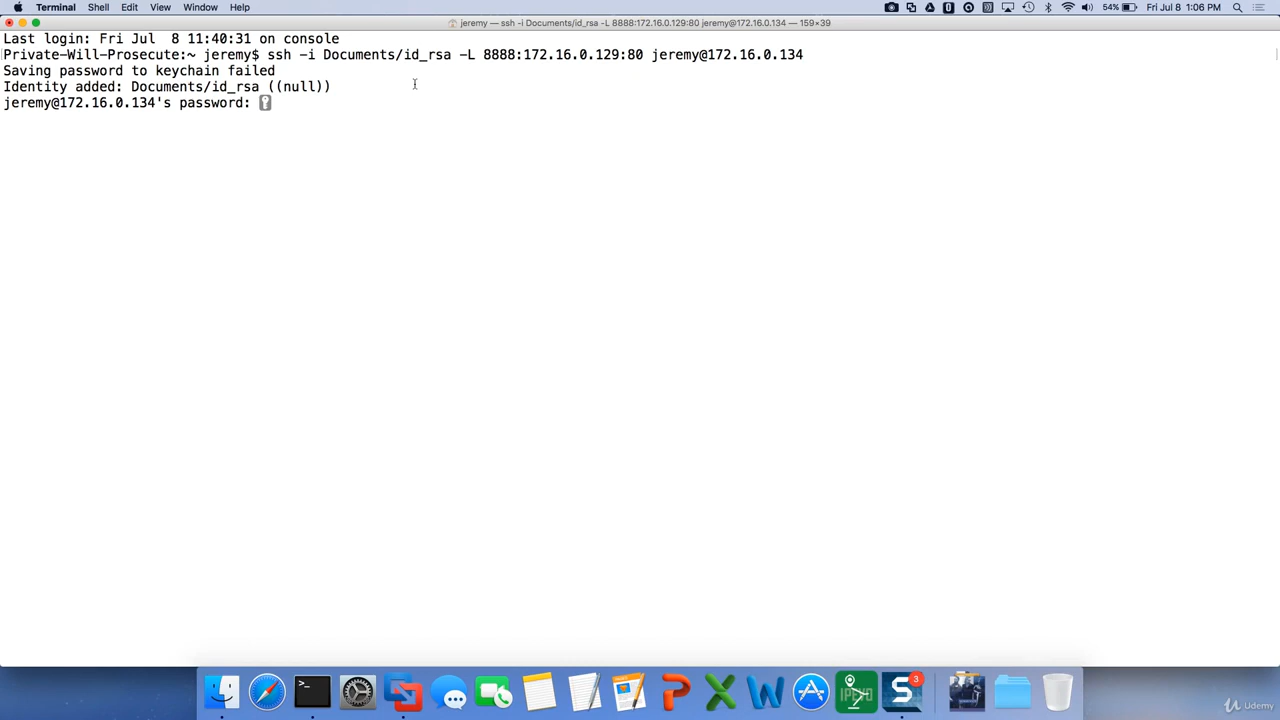 Terminal Shell Edit View Window Help 54% Fri Jul 8 1:06 PM
jeremy — ssh -i Documents/id_rsa -L 8888:172.16.0.129:80 jeremy@172.16.0.134 — 159×39
Last login: Fri Jul  8 11:40:31 on console
Private-Will-Prosecute:~ jeremy$ ssh -i Documents/id_rsa -L 8888:172.16.0.129:80 jeremy@172.16.0.134
Saving password to keychain failed
Identity added: Documents/id_rsa ((null))
jeremy@172.16.0.134's password:
>_
IPEVO
3
Udemy